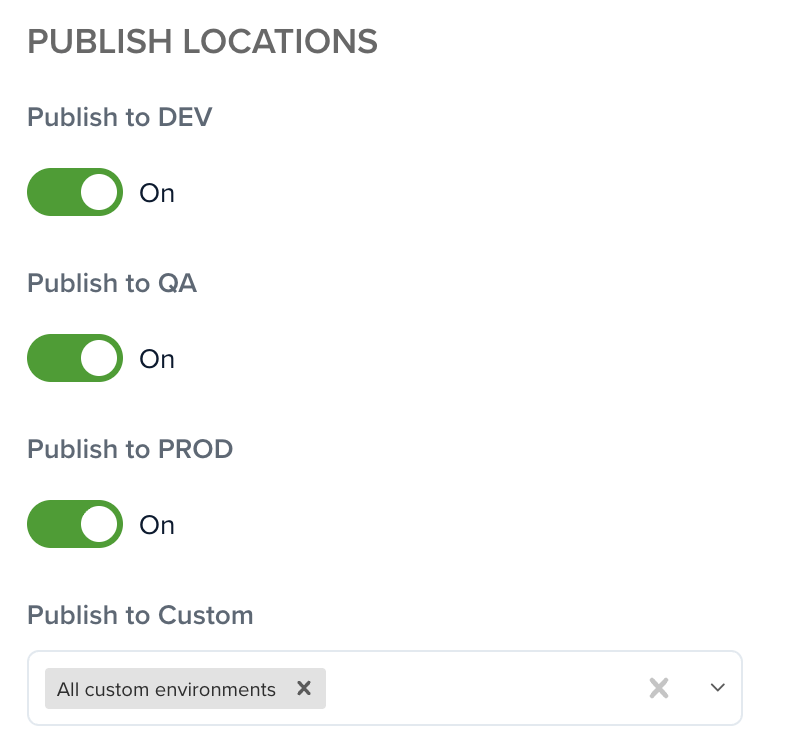 PUBLISH LOCATIONS
Publish to DEV
On
Publish to QA
On
Publish to PROD
On
Publish to Custom
All custom environments